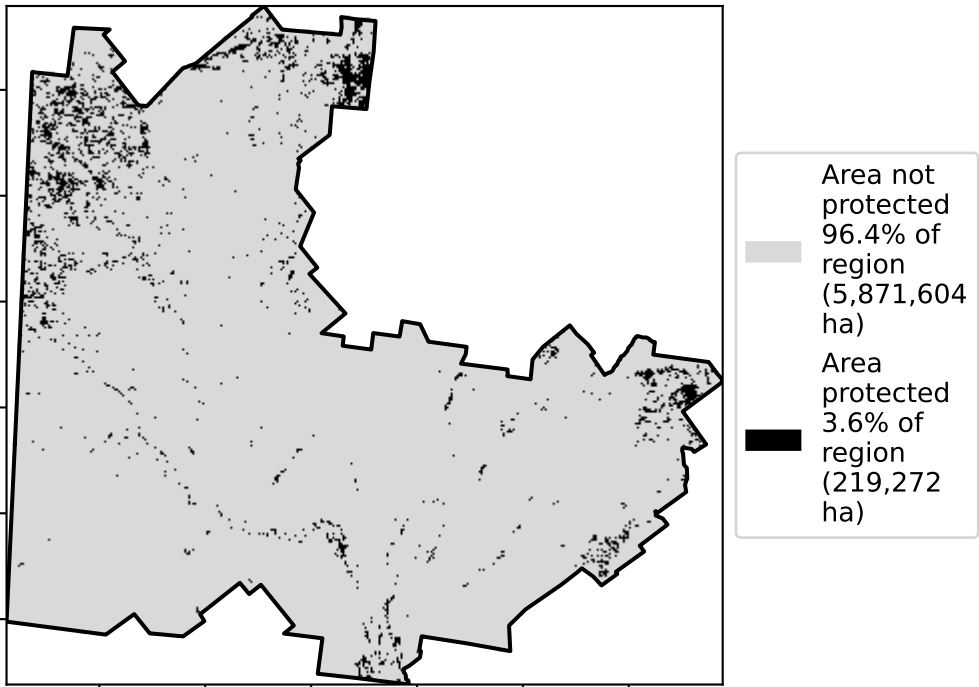 Area not
protected
96.4% of
region
(5,871,604
ha)
Area
protected
3.6% of
region
(219,272
ha)